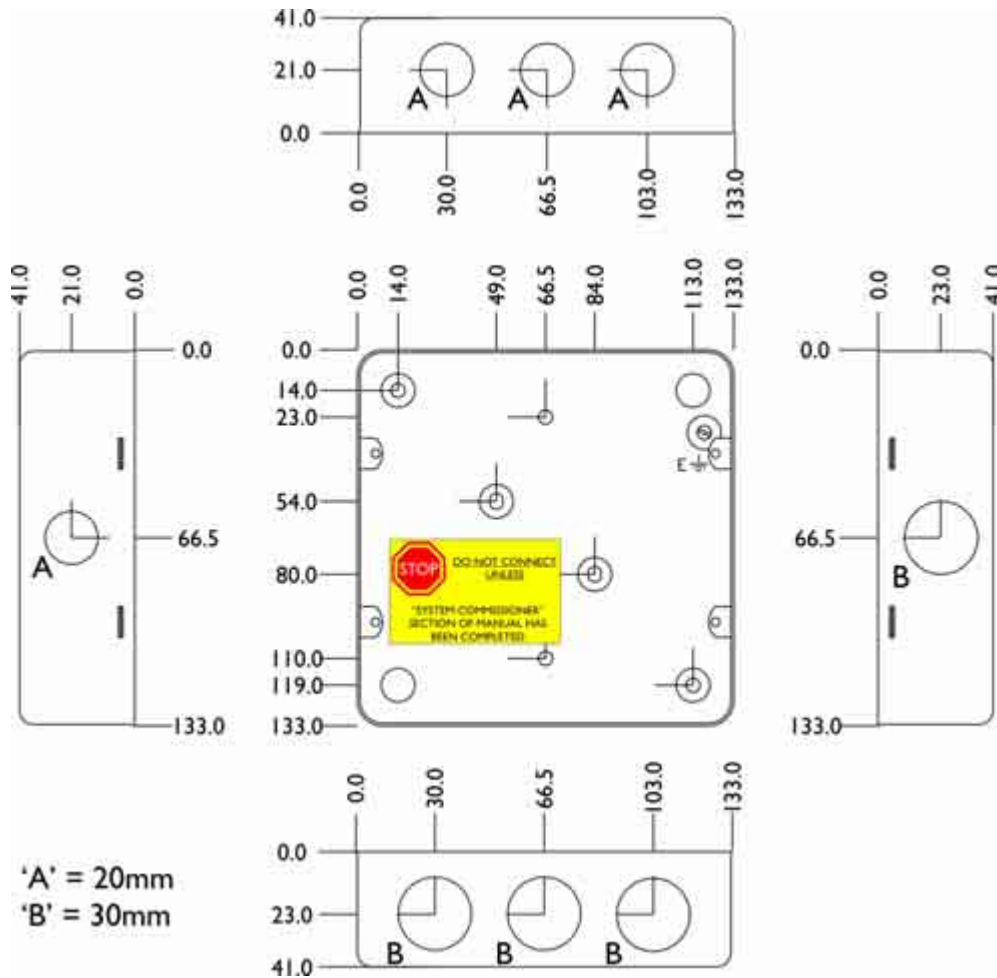 41.0
21.0
A A A
0.0
0.0 30.0 66.5 103.0 133.0
41.0 21.0 0.0
0.0 14.0 49.0 66.5 84.0 113.0 133.0
0.0 23.0 41.0
0.0
0.0
0.0
14.0
23.0
E
54.0
66.5
66.5
A
B
80.0
STOP
DO NOT CONNECT
UNLESS
"SYSTEM COMMISSIONER"
SECTION OF MANUAL HAS
BEEN COMPLETED
110.0
119.0
133.0
133.0
133.0
0.0 30.0 66.5 103.0 133.0
0.0
23.0
B B B
41.0
'A' = 20mm
'B' = 30mm